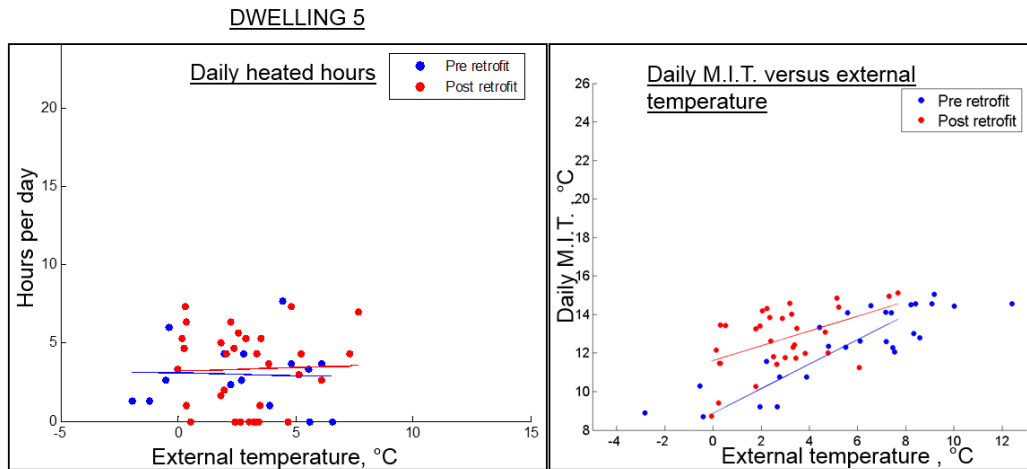 DWELLING 5
Daily heated hours
Pre retrofit
Post retrofit
20
15
10
5
0
-5
0
5
10
15
Hours per day
External temperature, °C
Daily M.I.T. versus external
temperature
Pre retrofit
Post retrofit
26
24
22
20
18
16
14
12
10
8
-4
-2
0
2
4
6
8
10
12
Daily M.I.T. , °C
External temperature , °C